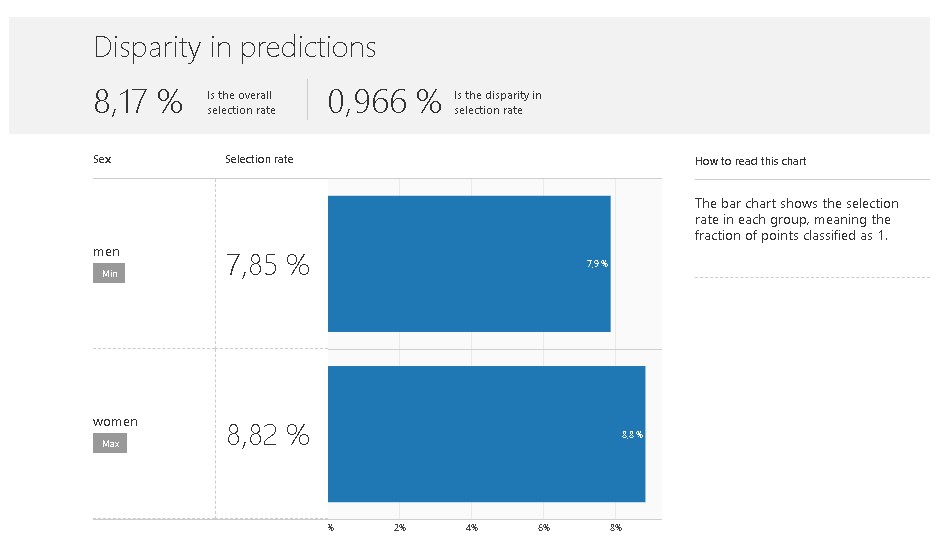 Disparity in predictions
8,17 %
Is the overall
selection rate
0,966 %
Is the disparity in
selection rate
Sex
Selection rate
How to read this chart
The bar chart shows the selection
rate in each group, meaning the
fraction of points classified as 1.
men
Min
7,85 %
7,9 %
women
Max
8,82 %
8,8 %
% 2% 4% 6% 8%